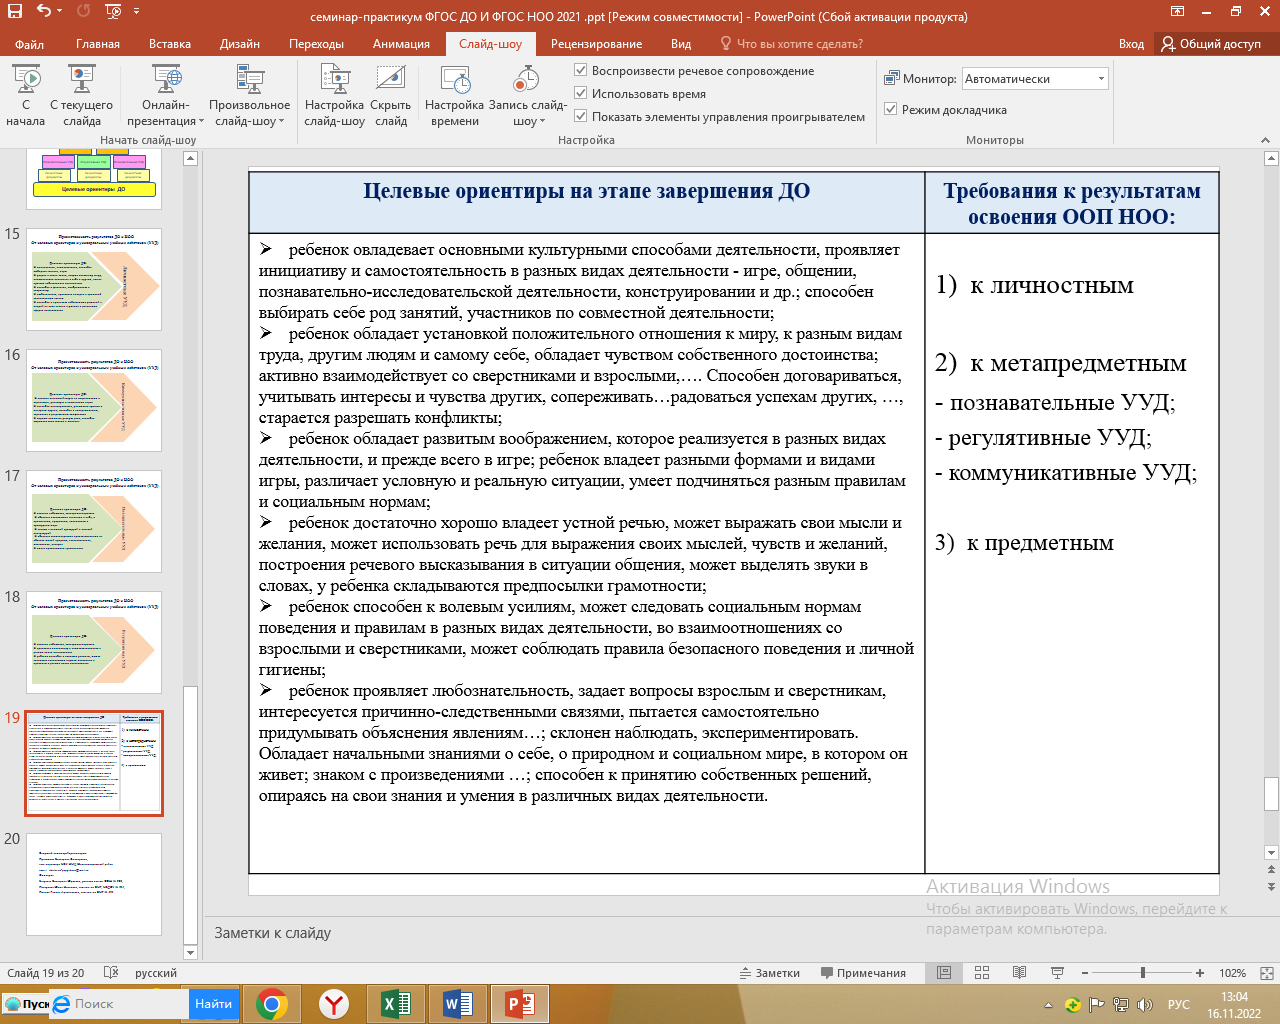 семинар-практикум ФГОС ДО И ФГОС НОО 2021 .ppt [Режим совместимости] - PowerPoint (Сбой активации продукта)
Файл Главная Вставка Дизайн Переходы Анимация Слайд-шоу Рецензирование Вид Что вы хотите сделать? Вход Общий доступ
С начала
С текущего слайда
Онлайн-презентация
Произвольное слайд-шоу
Начать слайд-шоу
Настройка слайд-шоу
Скрыть слайд
Настройка времени
Запись слайд-шоу
Воспроизвести речевое сопровождение
Использовать время
Показать элементы управления проигрывателем
Настройка
Монитор: Автоматически
Режим докладчика
Мониторы
Целевые ориентиры ДО
15
16
17
18
19
20
Целевые ориентиры на этапе завершения ДО
ребенок овладевает основными культурными способами деятельности, проявляет
инициативу и самостоятельность в разных видах деятельности - игре, общении,
познавательно-исследовательской деятельности, конструировании и др.; способен
выбирать себе род занятий, участников по совместной деятельности;
ребенок обладает установкой положительного отношения к миру, к разным видам
труда, другим людям и самому себе, обладает чувством собственного достоинства;
активно взаимодействует со сверстниками и взрослыми,…. Способен договариваться,
учитывать интересы и чувства других, сопереживать…радоваться успехам других, …,
старается разрешать конфликты;
ребенок обладает развитым воображением, которое реализуется в разных видах
деятельности, и прежде всего в игре; ребенок владеет разными формами и видами
игры, различает условную и реальную ситуации, умеет подчиняться разным правилам
и социальным нормам;
ребенок достаточно хорошо владеет устной речью, может выражать свои мысли и
желания, может использовать речь для выражения своих мыслей, чувств и желаний,
построения речевого высказывания в ситуации общения, может выделять звуки в
словах, у ребенка складываются предпосылки грамотности;
ребенок способен к волевым усилиям, может следовать социальным нормам
поведения и правилам в разных видах деятельности, во взаимоотношениях со
взрослыми и сверстниками, может соблюдать правила безопасного поведения и личной
гигиены;
ребенок проявляет любознательность, задает вопросы взрослым и сверстникам,
интересуется причинно-следственными связями, пытается самостоятельно
придумывать объяснения явлениям…; склонен наблюдать, экспериментировать.
Обладает начальными знаниями о себе, о природном и социальном мире, в котором он
живет; знаком с произведениями …; способен к принятию собственных решений,
опираясь на свои знания и умения в различных видах деятельности.
Требования к результатам
освоения ООП НОО:
1) к личностным
2) к метапредметным
- познавательные УУД;
- регулятивные УУД;
- коммуникативные УУД;
3) к предметным
Активация Windows
Чтобы активировать Windows, перейдите к
параметрам компьютера.
Заметки к слайду
Слайд 19 из 20 русский Заметки Примечания 102%
Пуск Поиск Найти РУС 13:04
16.11.2022